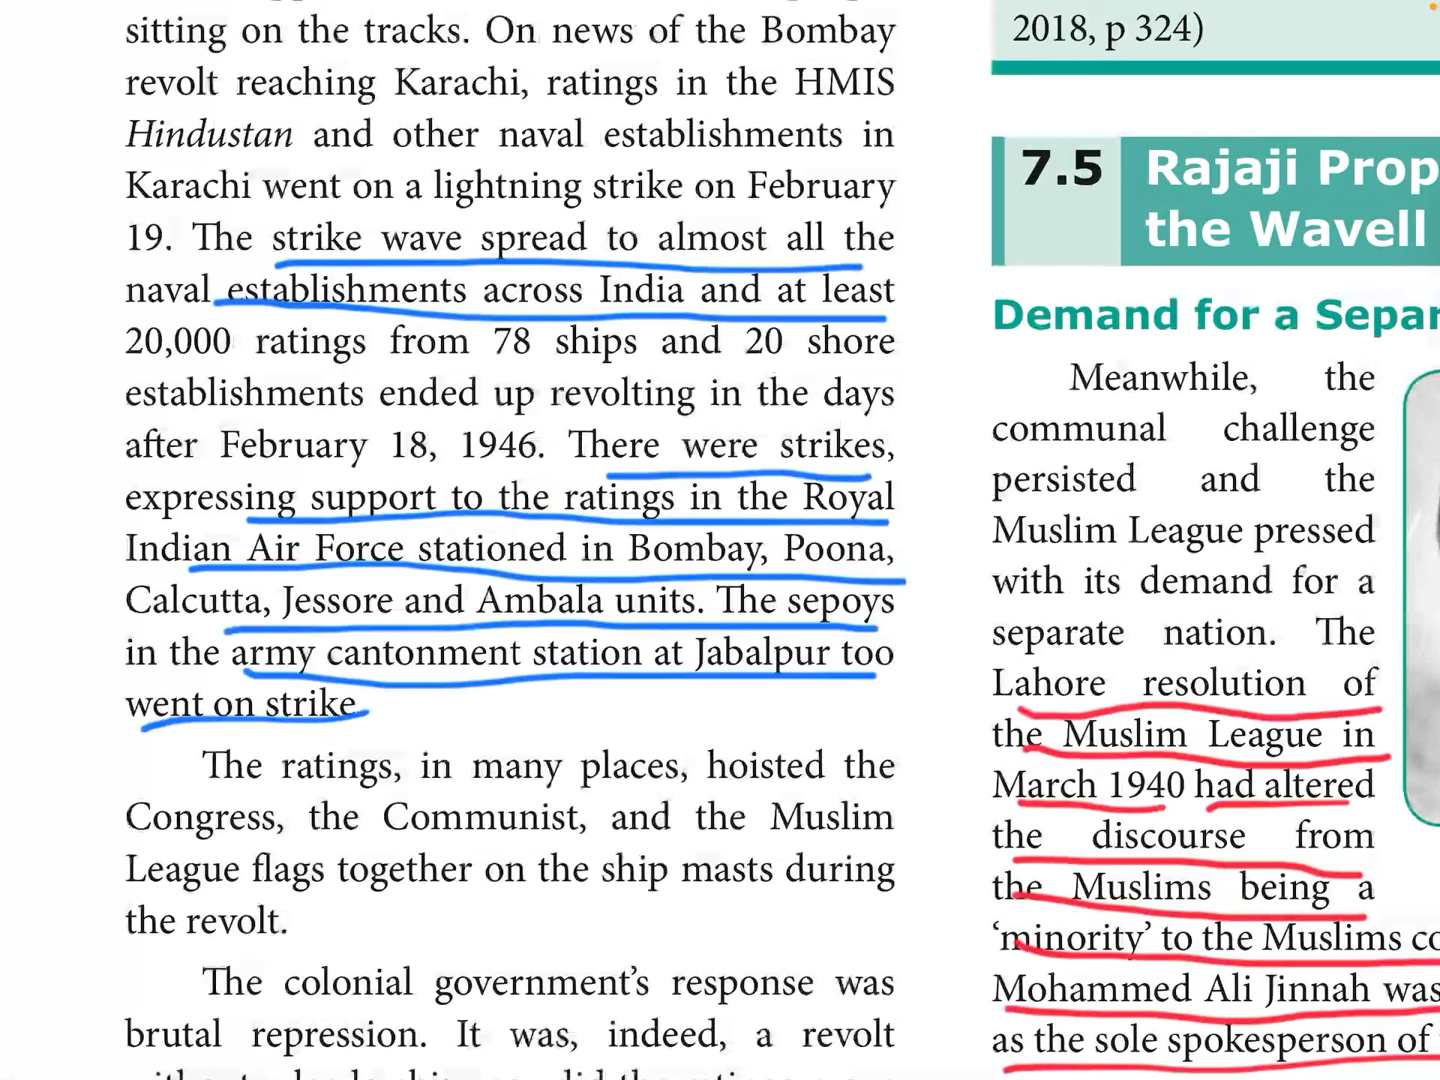 sitting on the tracks. On news of the Bombay
revolt reaching Karachi, ratings in the HMIS
Hindustan and other naval establishments in
Karachi went on a lightning strike on February
19. The strike wave spread to almost all the
naval establishments across India and at least
20,000 ratings from 78 ships and 20 shore
establishments ended up revolting in the days
after February 18, 1946. There were strikes,
expressing support to the ratings in the Royal
Indian Air Force stationed in Bombay, Poona,
Calcutta, Jessore and Ambala units. The sepoys
in the army cantonment station at Jabalpur too
went on strike.
The ratings, in many places, hoisted the
Congress, the Communist, and the Muslim
League flags together on the ship masts during
the revolt.
The colonial government's response was
brutal repression. It was, indeed, a revolt
2018, p 324)
7.5 Rajaji Prop
the Wavell
Demand for a Separ
Meanwhile, the
communal challenge
persisted and the
Muslim League pressed
with its demand for a
separate nation. The
Lahore resolution of
the Muslim League in
March 1940 had altered
the discourse from
the Muslims being a
‘minority’ to the Muslims co
Mohammed Ali Jinnah was
as the sole spokesperson of